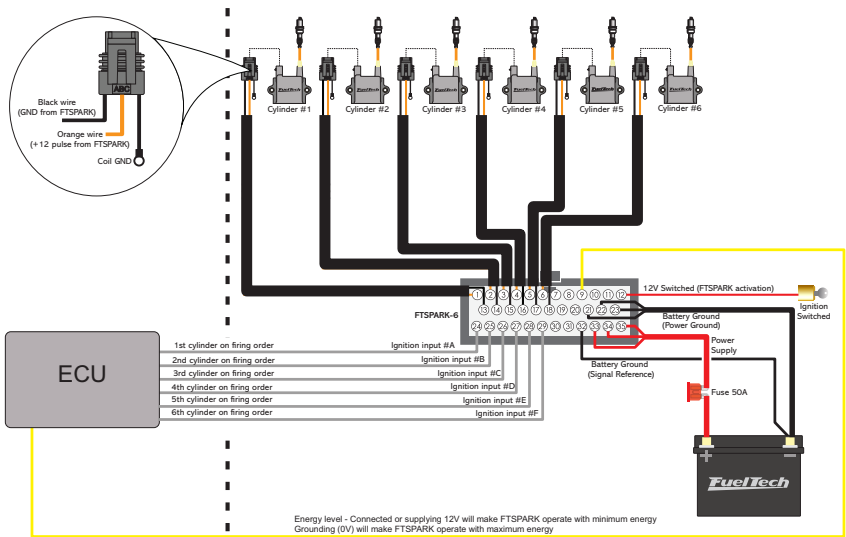 ABC
Black wire
(GND from FTSPARK)
Orange wire
(+12 pulse from FTSPARK)
Coil GND
FuelTech
FuelTech
FuelTech
FuelTech
FuelTech
FuelTech
Cylinder #1
Cylinder #2
Cylinder #3
Cylinder #4
Cylinder #5
Cylinder #6
1 2 3 4 5 6 7 8 9 10 11 12
13 14 15 16 17 18 19 20 21 22 23
24 25 26 27 28 29 30 31 32 33 34 35
FTSPARK-6
12V Switched (FTSPARK activation)
Ignition
Switched
Battery Ground
(Power Ground)
Power
Supply
Battery Ground
(Signal Reference)
Fuse 50A
ECU
1st cylinder on firing order
Ignition input #A
2nd cylinder on firing order
Ignition input #B
3rd cylinder on firing order
Ignition input #C
4th cylinder on firing order
Ignition input #D
5th cylinder on firing order
Ignition input #E
6th cylinder on firing order
Ignition input #F
+ −
FuelTech
Energy level - Connected or supplying 12V will make FTSPARK operate with minimum energy
Grounding (0V) will make FTSPARK operate with maximum energy